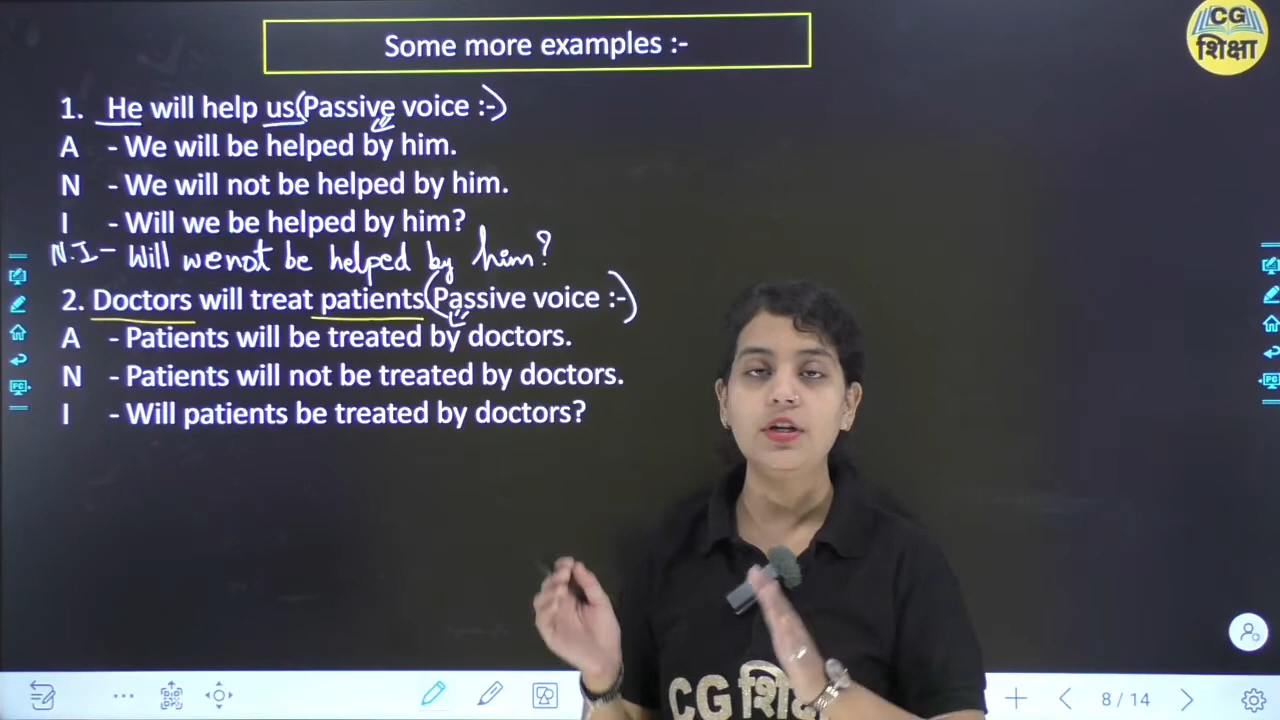 Some more examples :-
CG
शिक्षा
1. He will help us(Passive voice :-)
A - We will be helped by him.
N - We will not be helped by him.
I - Will we be helped by him?
N.I - Will we not be helped by him?
2. Doctors will treat patients(Passive voice :-)
A - Patients will be treated by doctors.
N - Patients will not be treated by doctors.
I - Will patients be treated by doctors?
CG
8 / 14